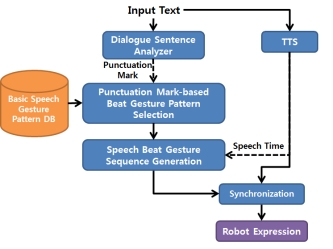 Input Text
Dialogue Sentence
Analyzer
TTS
Punctuation
Mark
Basic Speech
Gesture
Pattern DB
Punctuation Mark-based
Beat Gesture Pattern
Selection
Speech Beat Gesture
Sequence Generation
Speech Time
Synchronization
Robot Expression